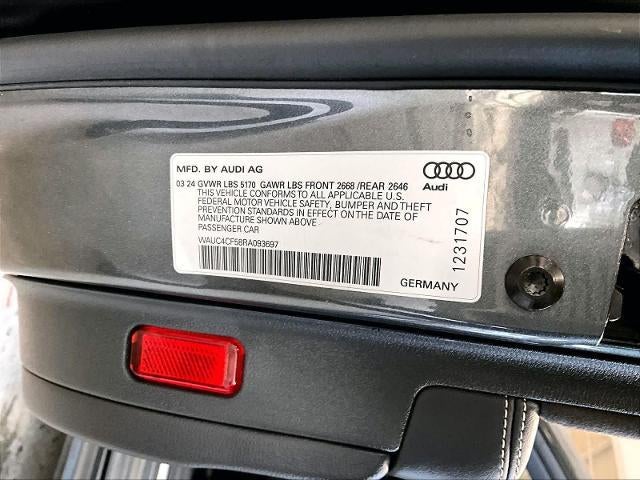 MFD. BY AUDI AG
03 24 GVWR LBS 5170 GAWR LBS FRONT 2668 /REAR 2646
THIS VEHICLE CONFORMS TO ALL APPLICABLE U.S.
FEDERAL MOTOR VEHICLE SAFETY, BUMPER AND THEFT
PREVENTION STANDARDS IN EFFECT ON THE DATE OF
MANUFACTURE SHOWN ABOVE
PASSENGER CAR
WAUC4CF58RA093697
GERMANY
Audi
1231707